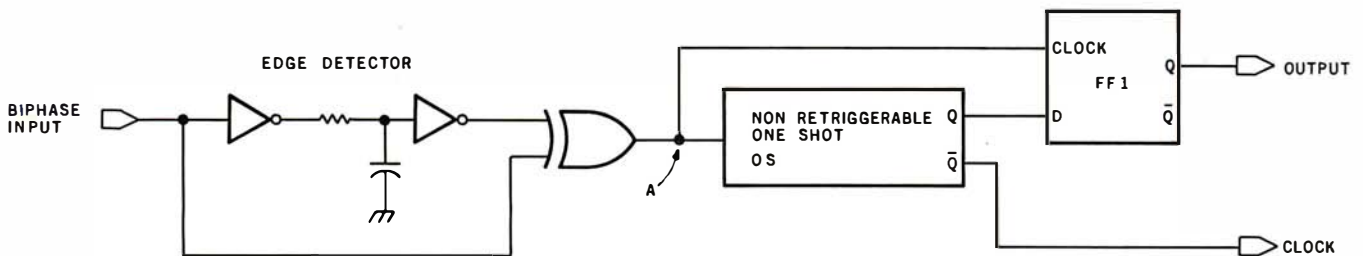 EDGE DETECTOR
BIPHASE
INPUT
A
NON RETRIGGERABLE
ONE SHOT
OS
Q
Q̅
CLOCK
FF1
D
Q
Q̅
OUTPUT
CLOCK